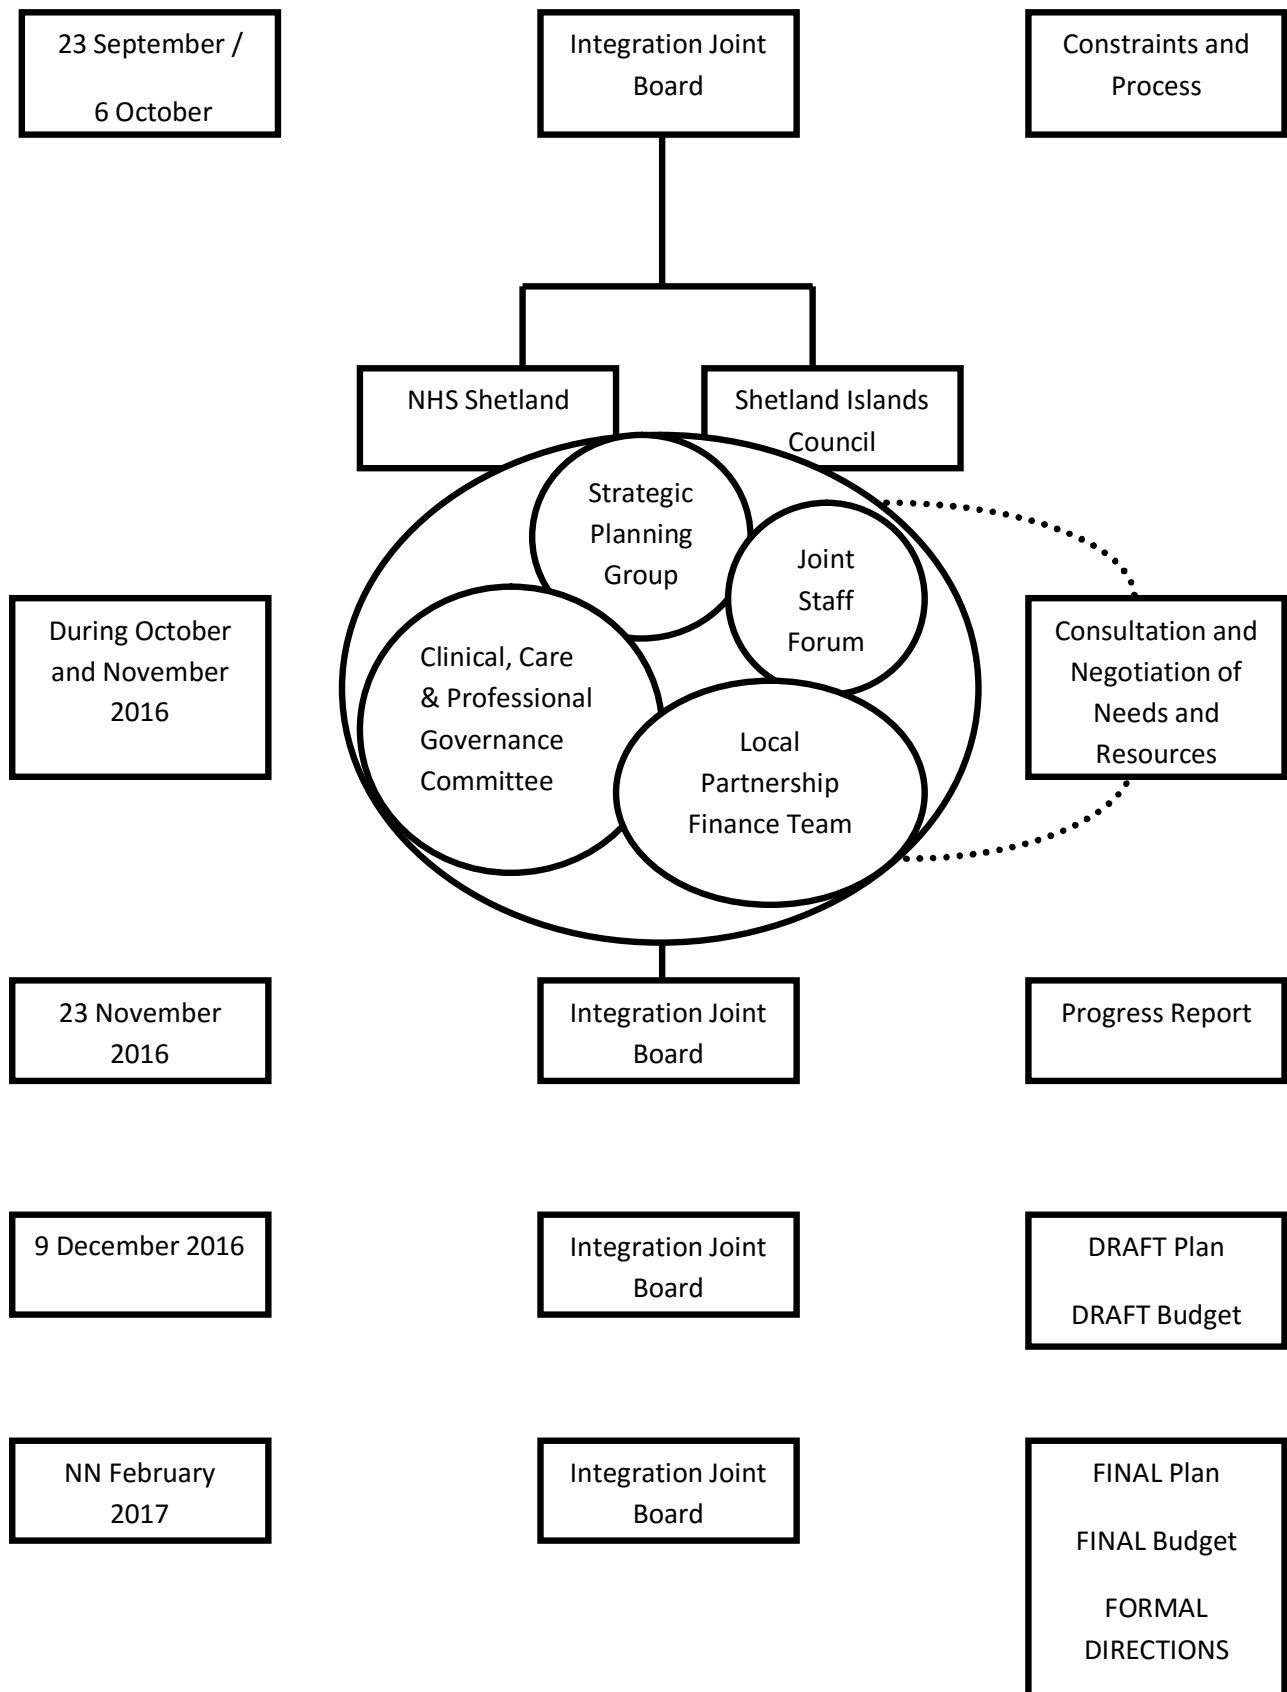 23 September /
6 October
Integration Joint
Board
Constraints and
Process
NHS Shetland
Shetland Islands
Council
Strategic
Planning
Group
Joint
Staff
Forum
Clinical, Care
& Professional
Governance
Committee
Local
Partnership
Finance Team
During October
and November
2016
Consultation and
Negotiation of
Needs and
Resources
23 November
2016
Integration Joint
Board
Progress Report
9 December 2016
Integration Joint
Board
DRAFT Plan
DRAFT Budget
NN February
2017
Integration Joint
Board
FINAL Plan
FINAL Budget
FORMAL
DIRECTIONS